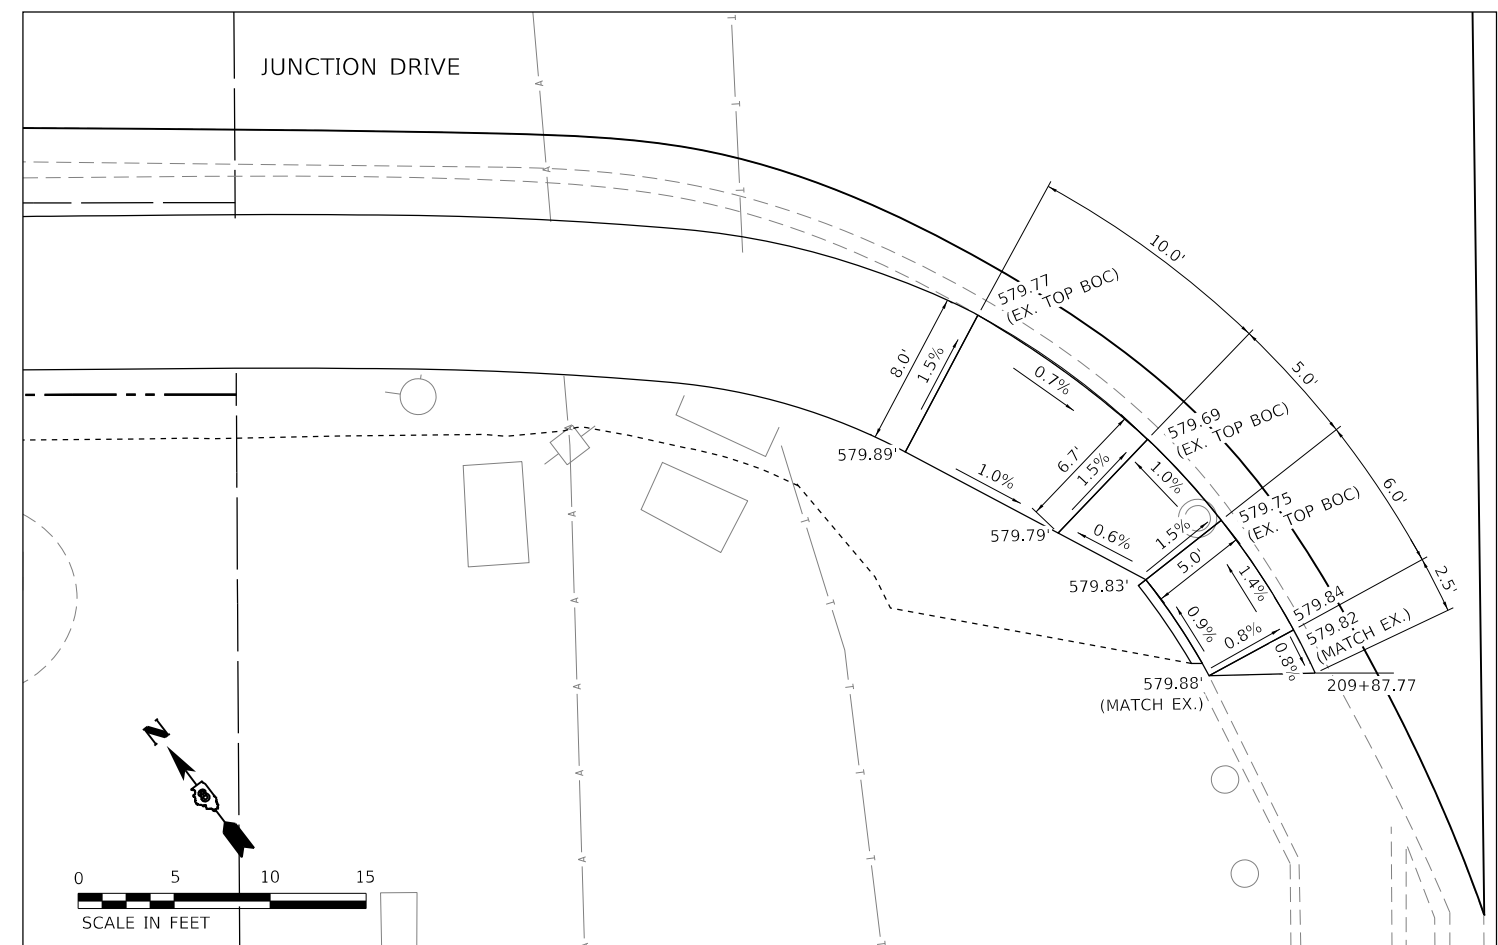 JUNCTION DRIVE
10.0'
579.77
(EX. TOP BOC)
5.0'
8.0'
1.5%
0.7%
579.69
(EX. TOP BOC)
579.89'
6.7'
1.5%
1.0%
1.0%
6.0'
579.75
(EX. TOP BOC)
579.79'
0.6%
1.5%
5.0'
579.83'
1.4%
2.5'
579.84
0.9%
0.8%
579.82
(MATCH EX.)
0.8%
579.88'
(MATCH EX.)
209+87.77
N
0 5 10 15
SCALE IN FEET
A
A
A
A
A
A
A
A
T
T
T
T
T
T
T
T
T